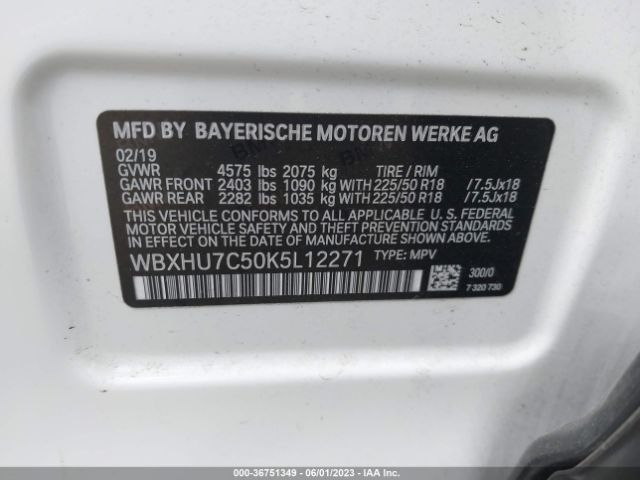 MFD BY BAYERISCHE MOTOREN WERKE AG
02/19
GVWR 4575 lbs 2075 kg TIRE / RIM
GAWR FRONT 2403 lbs 1090 kg WITH 225/50 R18 /7.5Jx18
GAWR REAR 2282 lbs 1035 kg WITH 225/50 R18 /7.5Jx18
THIS VEHICLE CONFORMS TO ALL APPLICABLE U. S. FEDERAL
MOTOR VEHICLE SAFETY, BUMPER, AND THEFT PREVENTION
STANDARDS IN EFFECT ON THE DATE OF MANUFACTURE SHOWN ABOVE.
WBXHU7C50K5L12271 TYPE: MPV
300/0
7 320 730
000-36751349 - 06/01/2023 - IAA Inc.